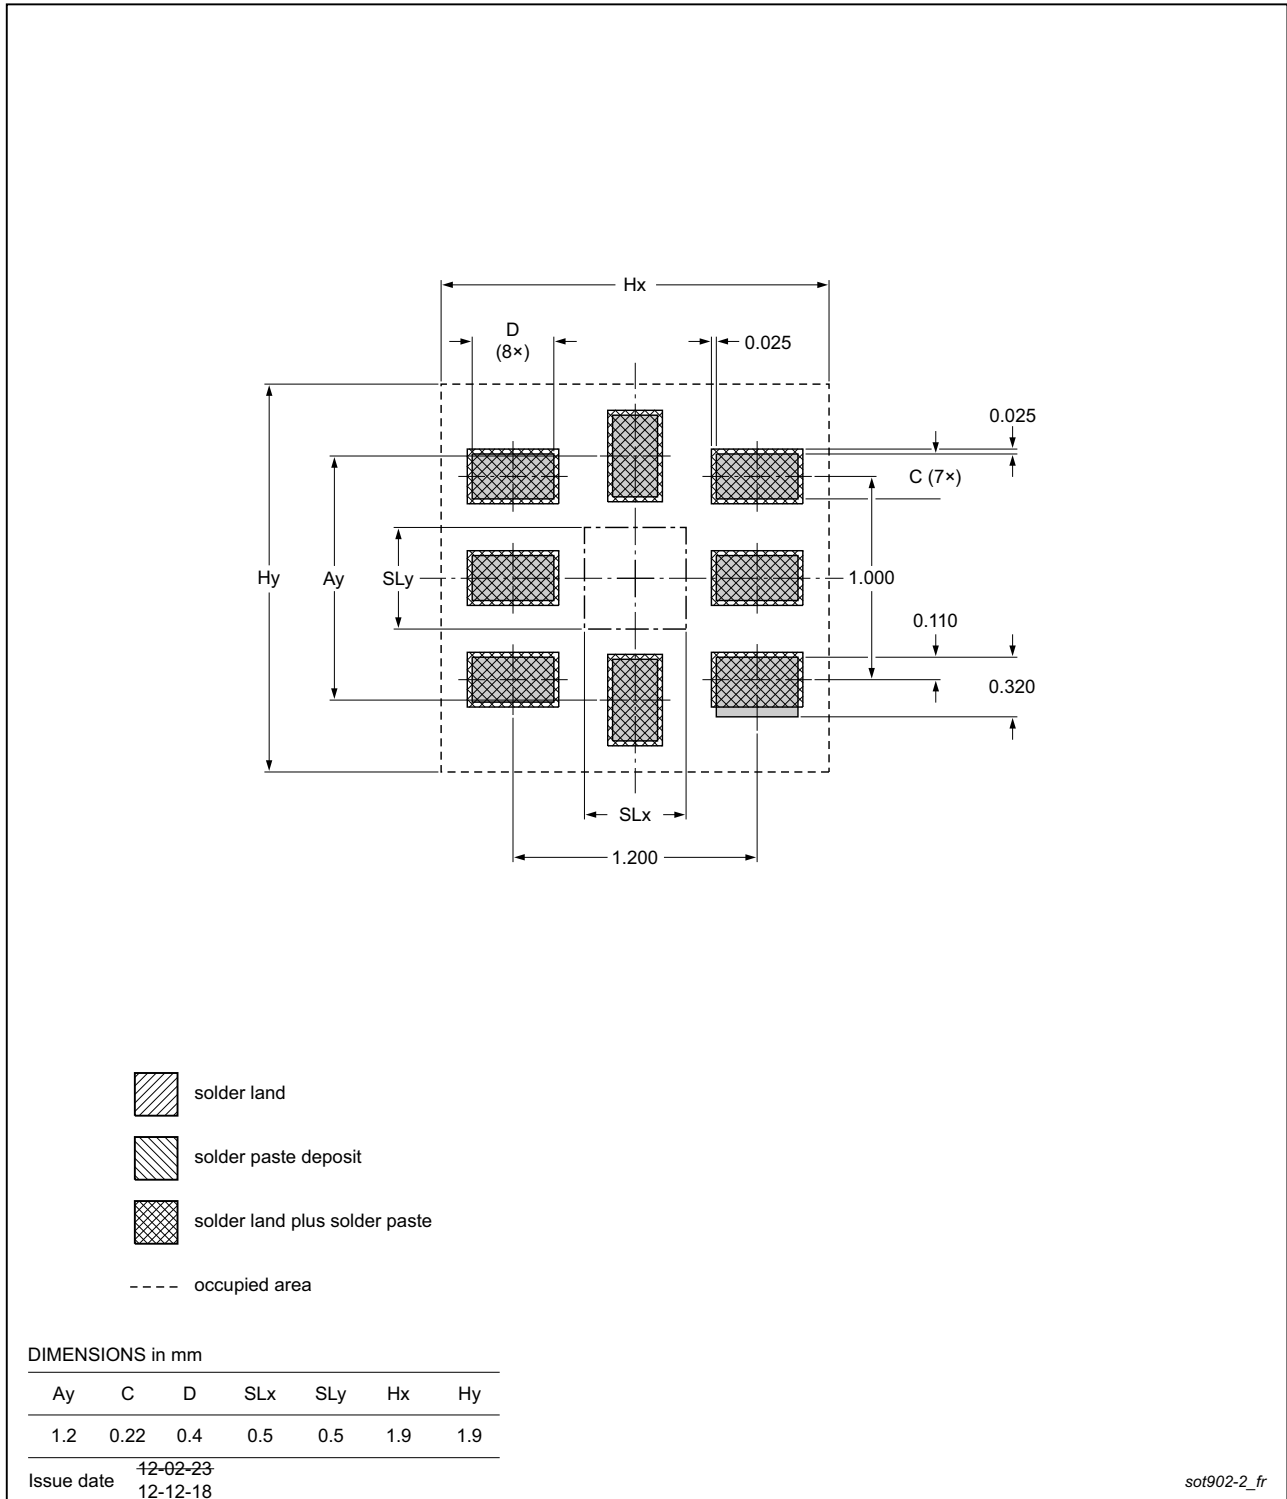 Hx
D
(8×)
0.025
0.025
C (7×)
Hy
Ay
SLy
1.000
0.110
0.320
SLx
1.200
solder land
solder paste deposit
solder land plus solder paste
occupied area
DIMENSIONS in mm
Ay C D SLx SLy Hx Hy
1.2 0.22 0.4 0.5 0.5 1.9 1.9
Issue date
12-02-23
12-12-18
sot902-2_fr